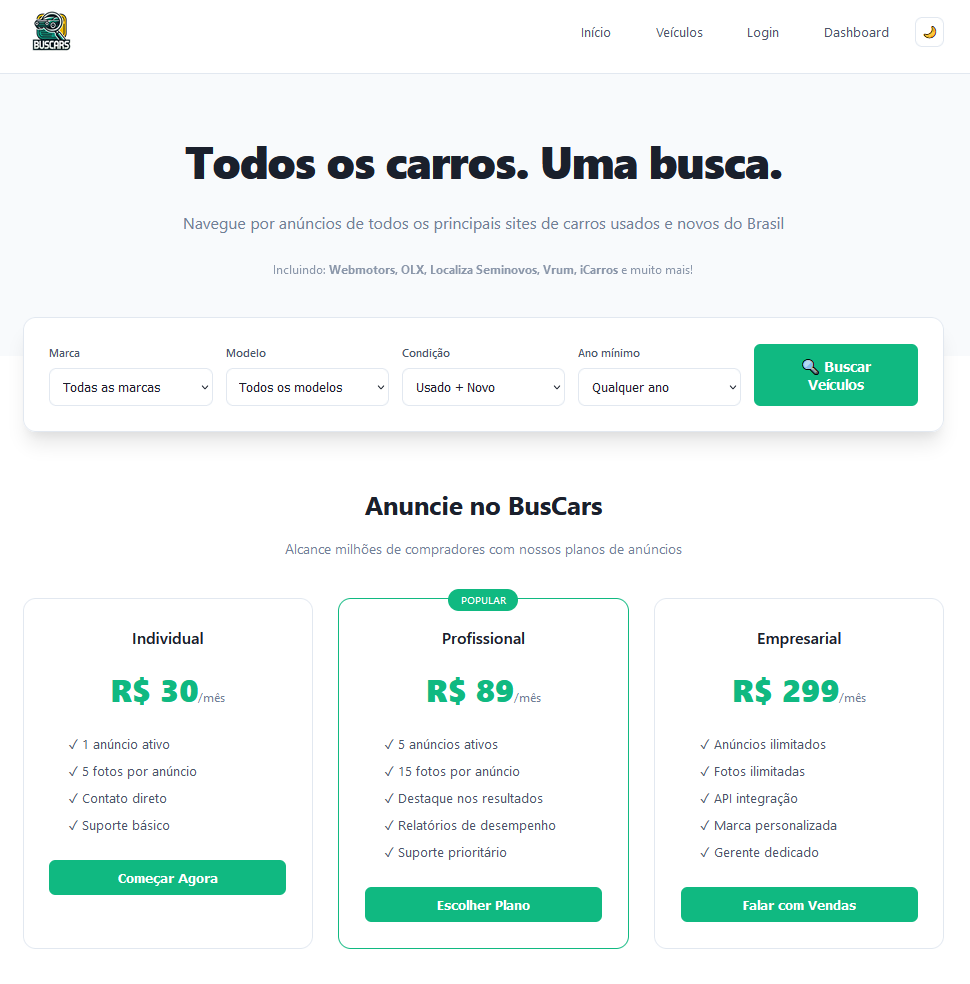 BUSCARS
Início Veículos Login Dashboard
Todos os carros. Uma busca.
Navegue por anúncios de todos os principais sites de carros usados e novos do Brasil
Incluindo: Webmotors, OLX, Localiza Seminovos, Vrum, iCarros e muito mais!
Marca Modelo Condição Ano mínimo
Todas as marcas Todos os modelos Usado + Novo Qualquer ano
Buscar
Veículos
Anuncie no BusCars
Alcance milhões de compradores com nossos planos de anúncios
Individual
R$ 30/mês
✓ 1 anúncio ativo
✓ 5 fotos por anúncio
✓ Contato direto
✓ Suporte básico
Começar Agora
POPULAR
Profissional
R$ 89/mês
✓ 5 anúncios ativos
✓ 15 fotos por anúncio
✓ Destaque nos resultados
✓ Relatórios de desempenho
✓ Suporte prioritário
Escolher Plano
Empresarial
R$ 299/mês
✓ Anúncios ilimitados
✓ Fotos ilimitadas
✓ API integração
✓ Marca personalizada
✓ Gerente dedicado
Falar com Vendas